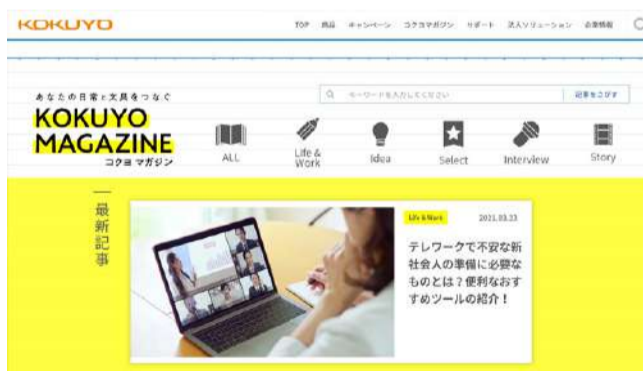 KOKUYO
TOP 商品 キャンペーン コクヨマガジン サポート 法人ソリューション 企業情報
あなたの日常と文具をつなぐ
KOKUYO
MAGAZINE
コクヨ マガジン
キーワードを入力してください
記事をさがす
ALL
Life &
Work
Idea
Select
Interview
Story
最新記事
Life & Work
2021.03.23
テレワークで不安な新
社会人の準備に必要な
ものとは？便利なおす
すめツールの紹介！